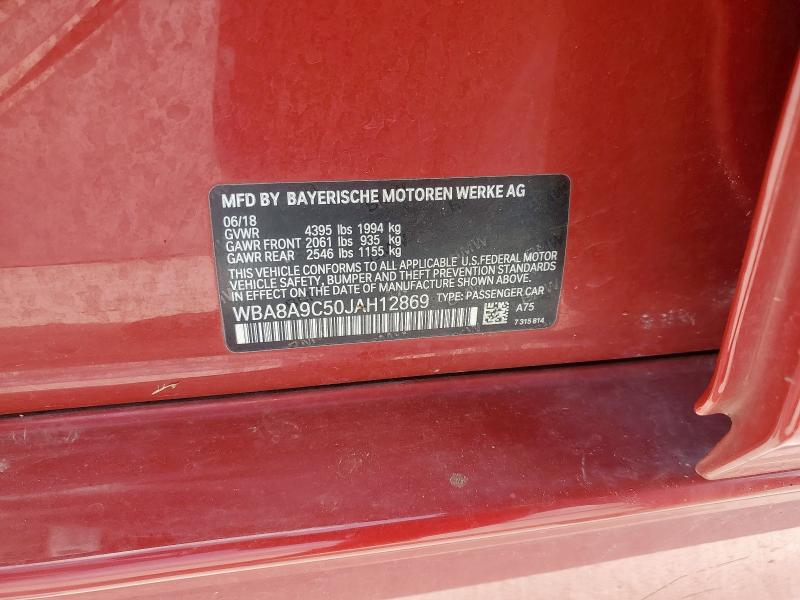 MFD BY BAYERISCHE MOTOREN WERKE AG
06/18
GVWR 4395 lbs 1994 kg
GAWR FRONT 2061 lbs 935 kg
GAWR REAR 2546 lbs 1155 kg
THIS VEHICLE CONFORMS TO ALL APPLICABLE U.S.FEDERAL MOTOR
VEHICLE SAFETY, BUMPER AND THEFT PREVENTION STANDARDS
IN EFFECT ON THE DATE OF MANUFACTURE SHOWN ABOVE.
WBA8A9C50JAH12869 TYPE: PASSENGER CAR
A75
7 315 814